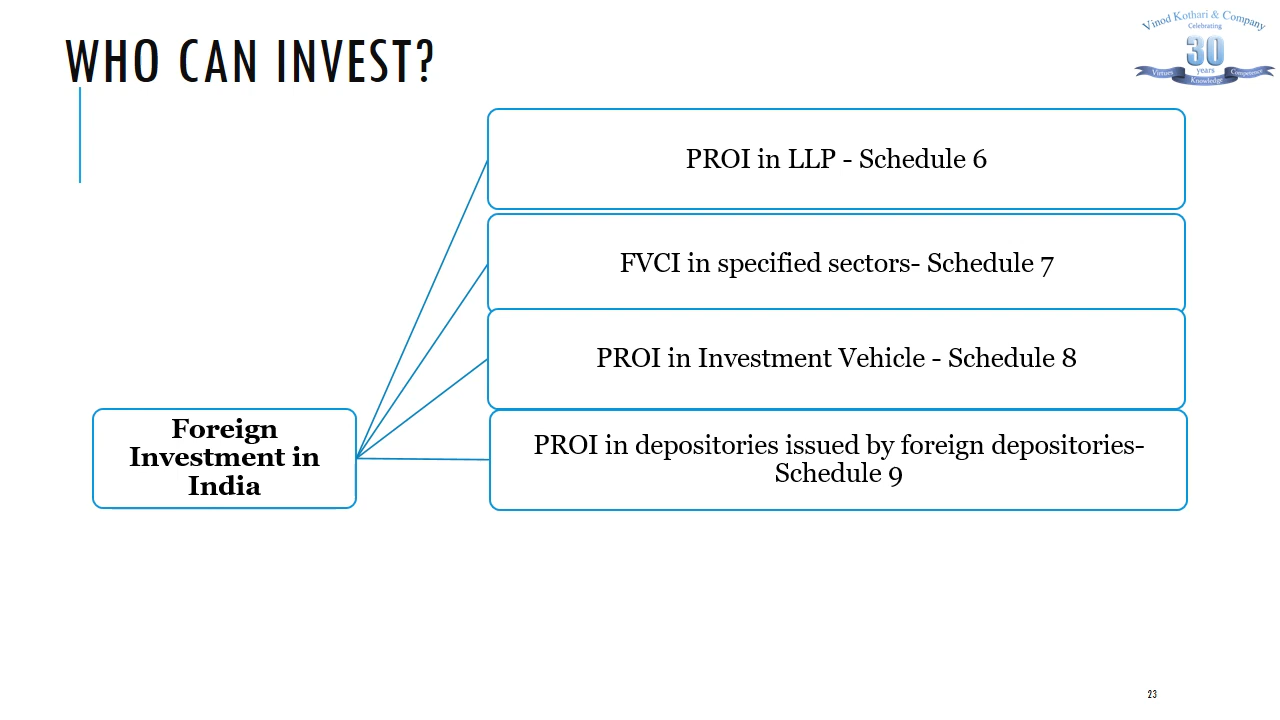 WHO CAN INVEST?
Vinod Kothari & Company
Celebrating
30
years
Virtues
Knowledge
Competence
PROI in LLP - Schedule 6
FVCI in specified sectors- Schedule 7
PROI in Investment Vehicle - Schedule 8
PROI in depositories issued by foreign depositories-
Schedule 9
Foreign
Investment in
India
23